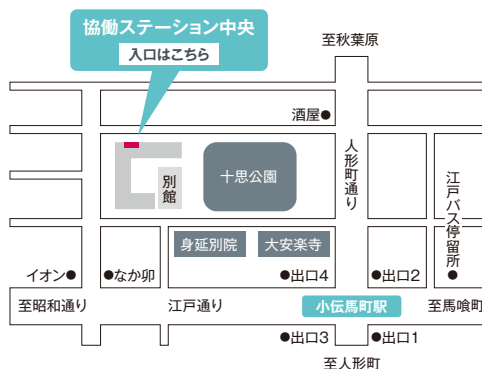 協働ステーション中央
入口はこちら
至秋葉原
酒屋
人形町通り
別館
十思公園
江戸バス停留所
身延別院
大安楽寺
イオン
なか卯
出口4
出口2
至昭和通り
江戸通り
小伝馬町駅
至馬喰町
出口3
出口1
至人形町